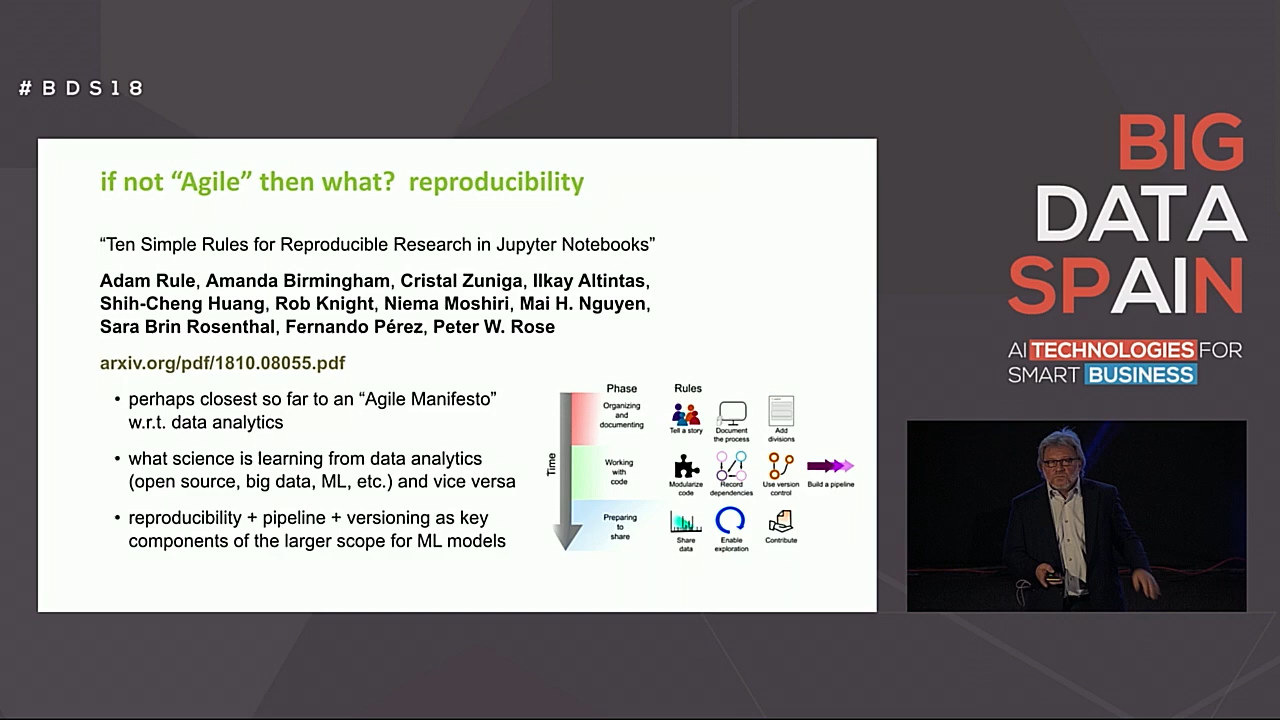 #BDS18
if not “Agile” then what?  reproducibility
“Ten Simple Rules for Reproducible Research in Jupyter Notebooks”
Adam Rule, Amanda Birmingham, Cristal Zuniga, Ilkay Altintas,
Shih-Cheng Huang, Rob Knight, Niema Moshiri, Mai H. Nguyen,
Sara Brin Rosenthal, Fernando Pérez, Peter W. Rose
arxiv.org/pdf/1810.08055.pdf
• perhaps closest so far to an “Agile Manifesto”
w.r.t. data analytics
• what science is learning from data analytics
(open source, big data, ML, etc.) and vice versa
• reproducibility + pipeline + versioning as key
components of the larger scope for ML models
Phase
Rules
Time
Organizing
and
documenting
Tell a story
Document
the process
Add
divisions
Working
with
code
Modularize
code
Record
dependencies
Use version
control
Build a pipeline
Preparing
to
share
Share
data
Enable
exploration
Contribute
BIG
DATA
SPAIN
AI TECHNOLOGIES FOR
SMART BUSINESS